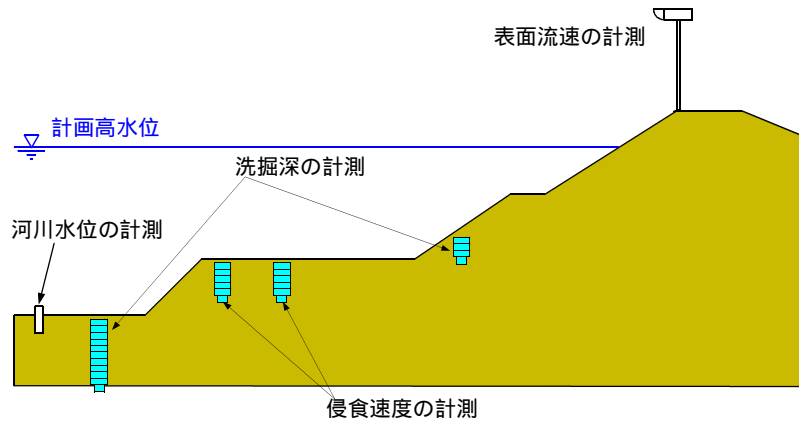 表面流速の計測
計画高水位
洗掘深の計測
河川水位の計測
侵食速度の計測